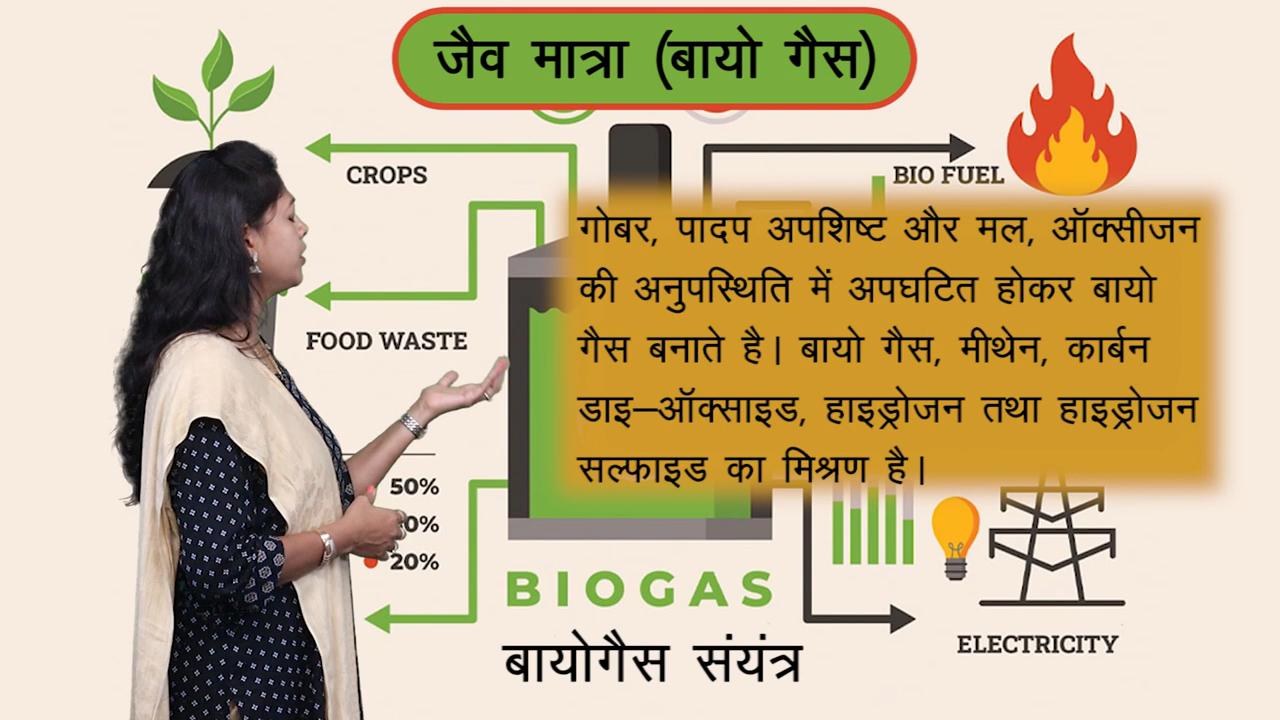 जैव मात्रा (बायो गैस)
CROPS
BIO FUEL
गोबर, पादप अपशिष्ट और मल, ऑक्सीजन
की अनुपस्थिति में अपघटित होकर बायो
गैस बनाते है। बायो गैस, मीथेन, कार्बन
डाइ–ऑक्साइड, हाइड्रोजन तथा हाइड्रोजन
सल्फाइड का मिश्रण है।
FOOD WASTE
50%
20%
BIOGAS
ELECTRICITY
बायोगैस संयंत्र